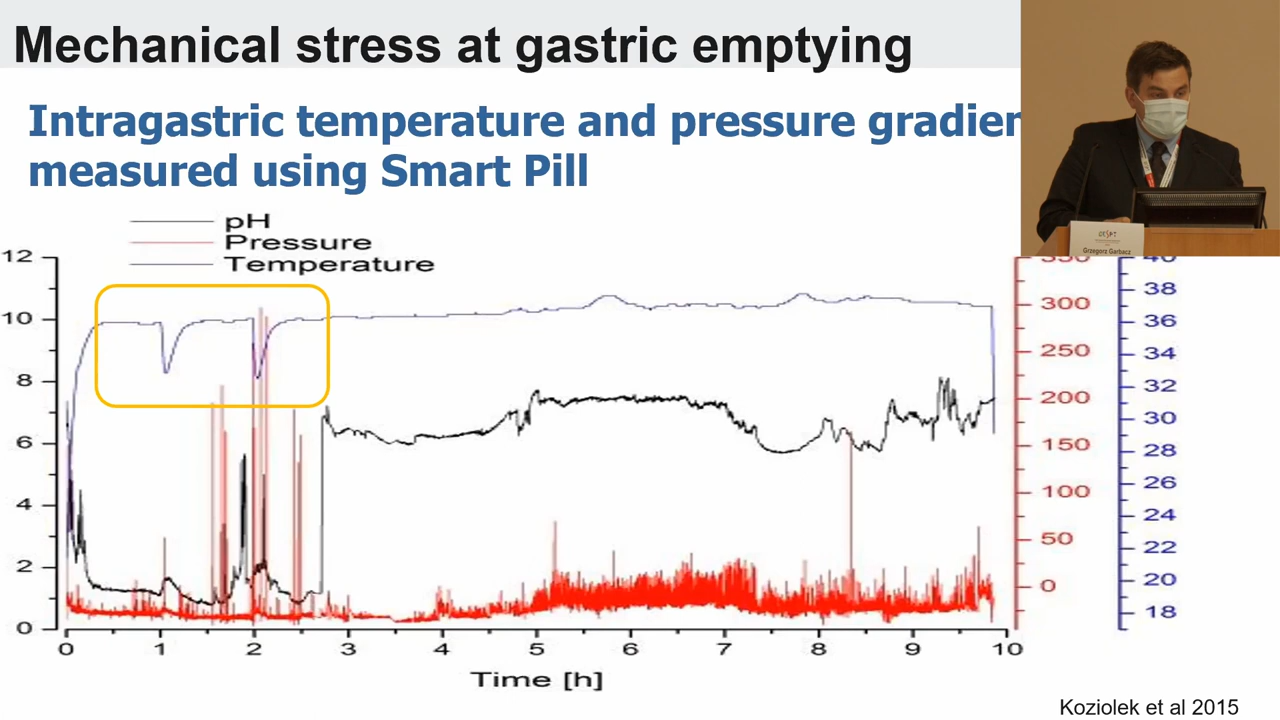 Mechanical stress at gastric emptying
Intragastric temperature and pressure gradien
measured using Smart Pill
pH
Pressure
Temperature
12
10
8
6
4
2
0
0 1 2 3 4 5 6 7 8 9 10
Time [h]
350
300
250
200
150
100
50
0
40
38
36
34
32
30
28
26
24
22
20
18
Grzegorz Garbacz
Koziolek et al 2015